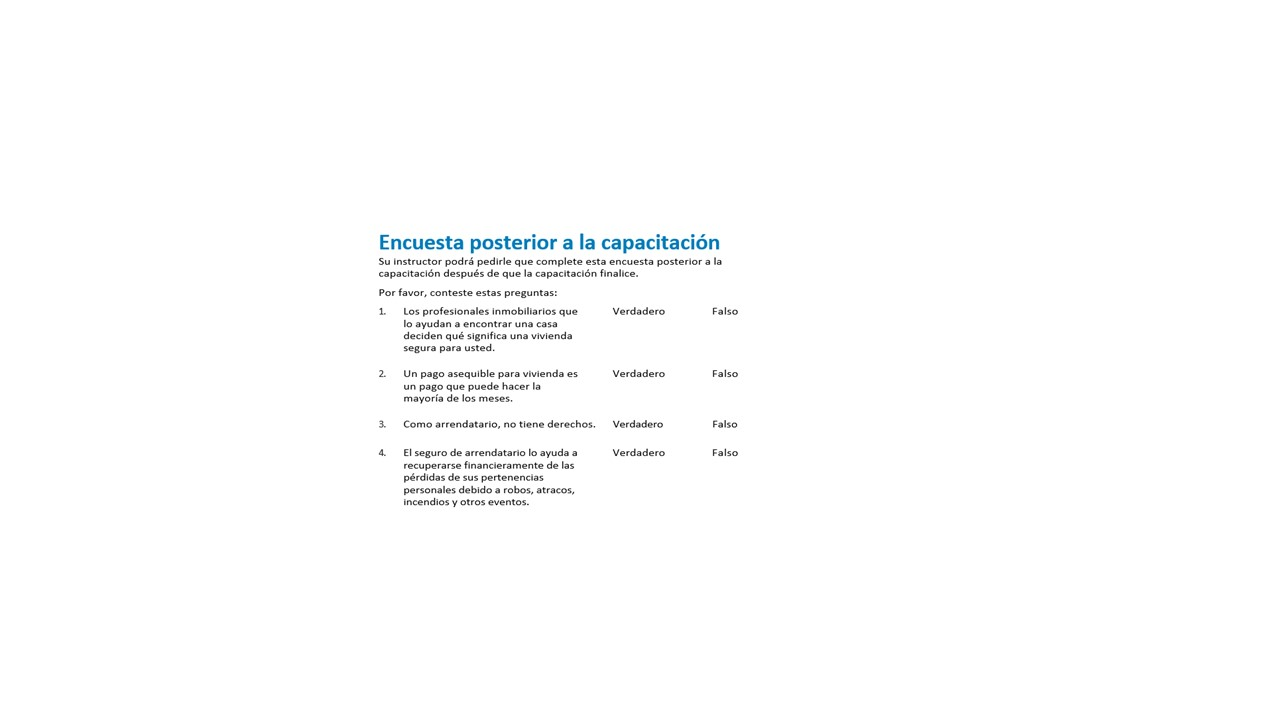 Encuesta posterior a la capacitación
Su instructor podrá pedirle que complete esta encuesta posterior a la
capacitación después de que la capacitación finalice.
Por favor, conteste estas preguntas:
1. Los profesionales inmobiliarios que Verdadero Falso
lo ayudan a encontrar una casa
deciden qué significa una vivienda
segura para usted.
2. Un pago asequible para vivienda es Verdadero Falso
un pago que puede hacer la
mayoría de los meses.
3. Como arrendatario, no tiene derechos. Verdadero Falso
4. El seguro de arrendatario lo ayuda a Verdadero Falso
recuperarse financieramente de las
pérdidas de sus pertenencias
personales debido a robos, atracos,
incendios y otros eventos.